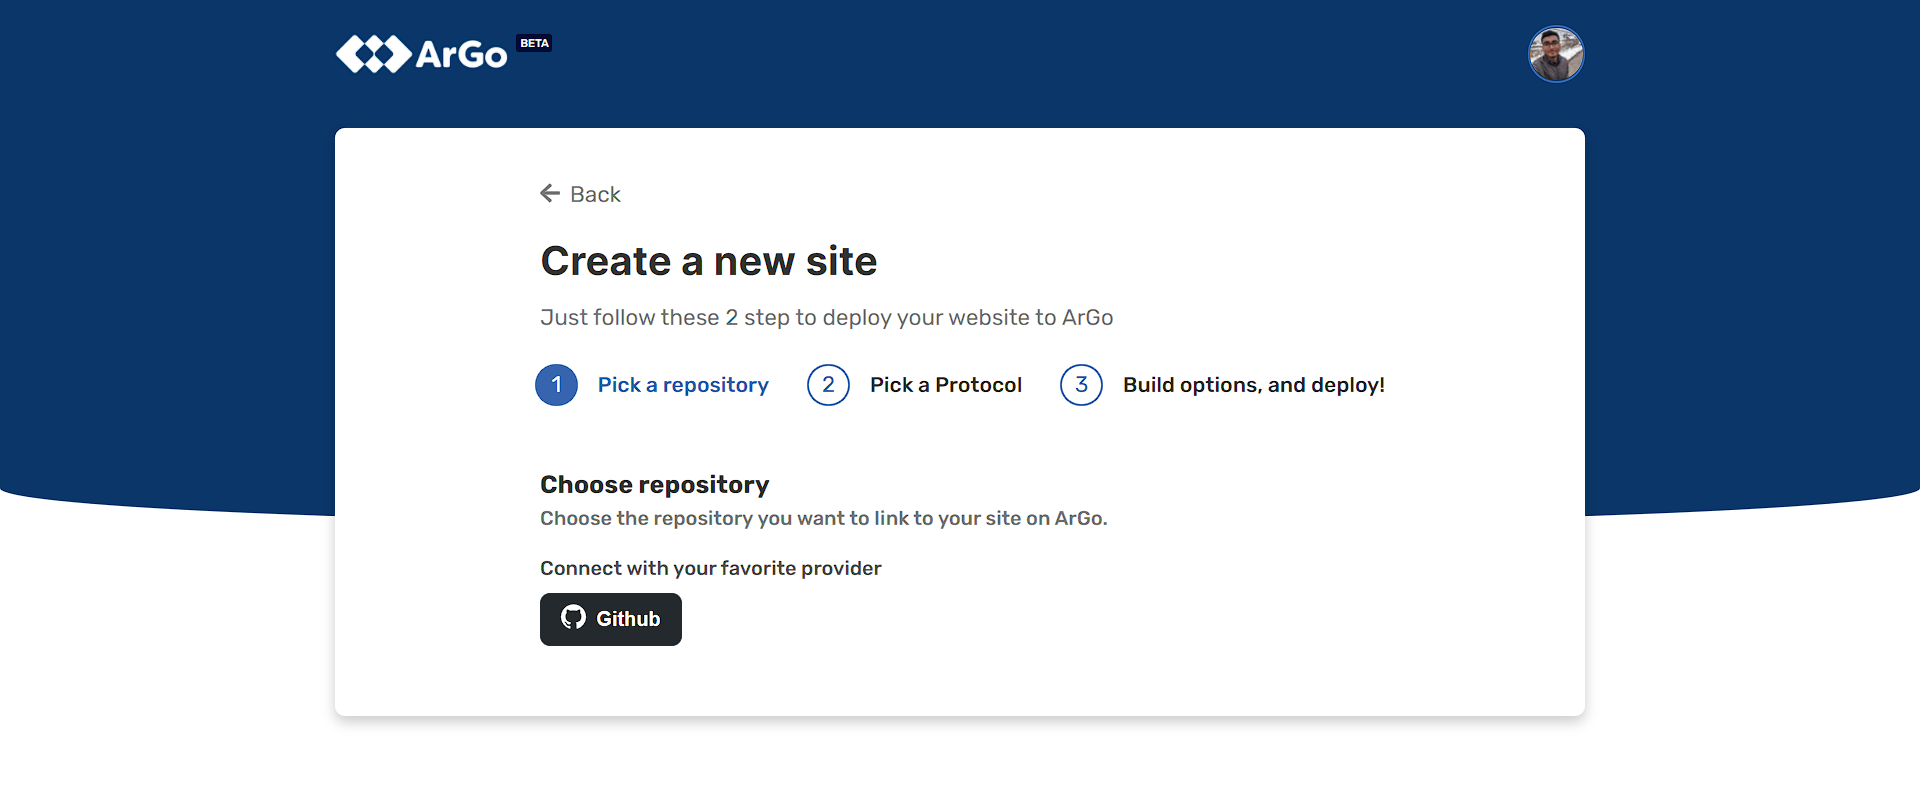 ArGo BETA
Back
Create a new site
Just follow these 2 step to deploy your website to ArGo
1 Pick a repository 2 Pick a Protocol 3 Build options, and deploy!
Choose repository
Choose the repository you want to link to your site on ArGo.
Connect with your favorite provider
Github